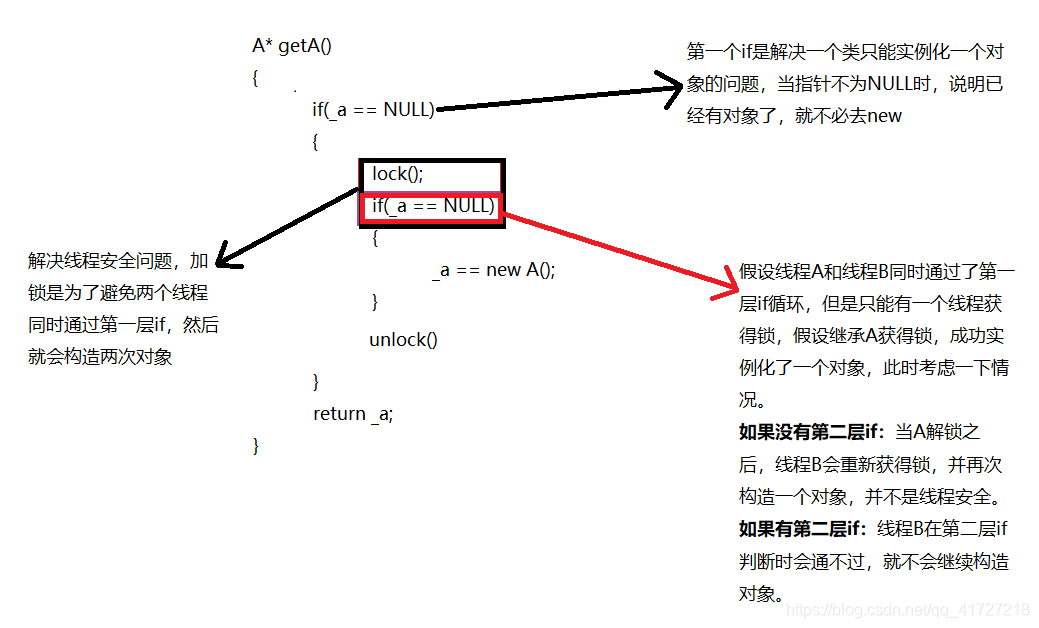 A* getA()
{
if(_a == NULL)
{
lock();
if(_a == NULL)
{
_a == new A();
}
unlock()
}
return _a;
}
第一个if是解决一个类只能实例化一个对
象的问题，当指针不为NULL时，说明已
经有对象了，就不必去new
解决线程安全问题，加
锁是为了避免两个线程
同时通过第一层if，然后
就会构造两次对象
假设线程A和线程B同时通过了第一
层if循环，但是只能有一个线程获
得锁，假设继承A获得锁，成功实
例化了一个对象，此时考虑一下情
况。
如果没有第二层if：当A解锁之
后，线程B会重新获得锁，并再次
构造一个对象，并不是线程安全。
如果有第二层if：线程B在第二层if
判断时会通不过，就不会继续构造
对象。
https://blog.csdn.net/qq_41727218